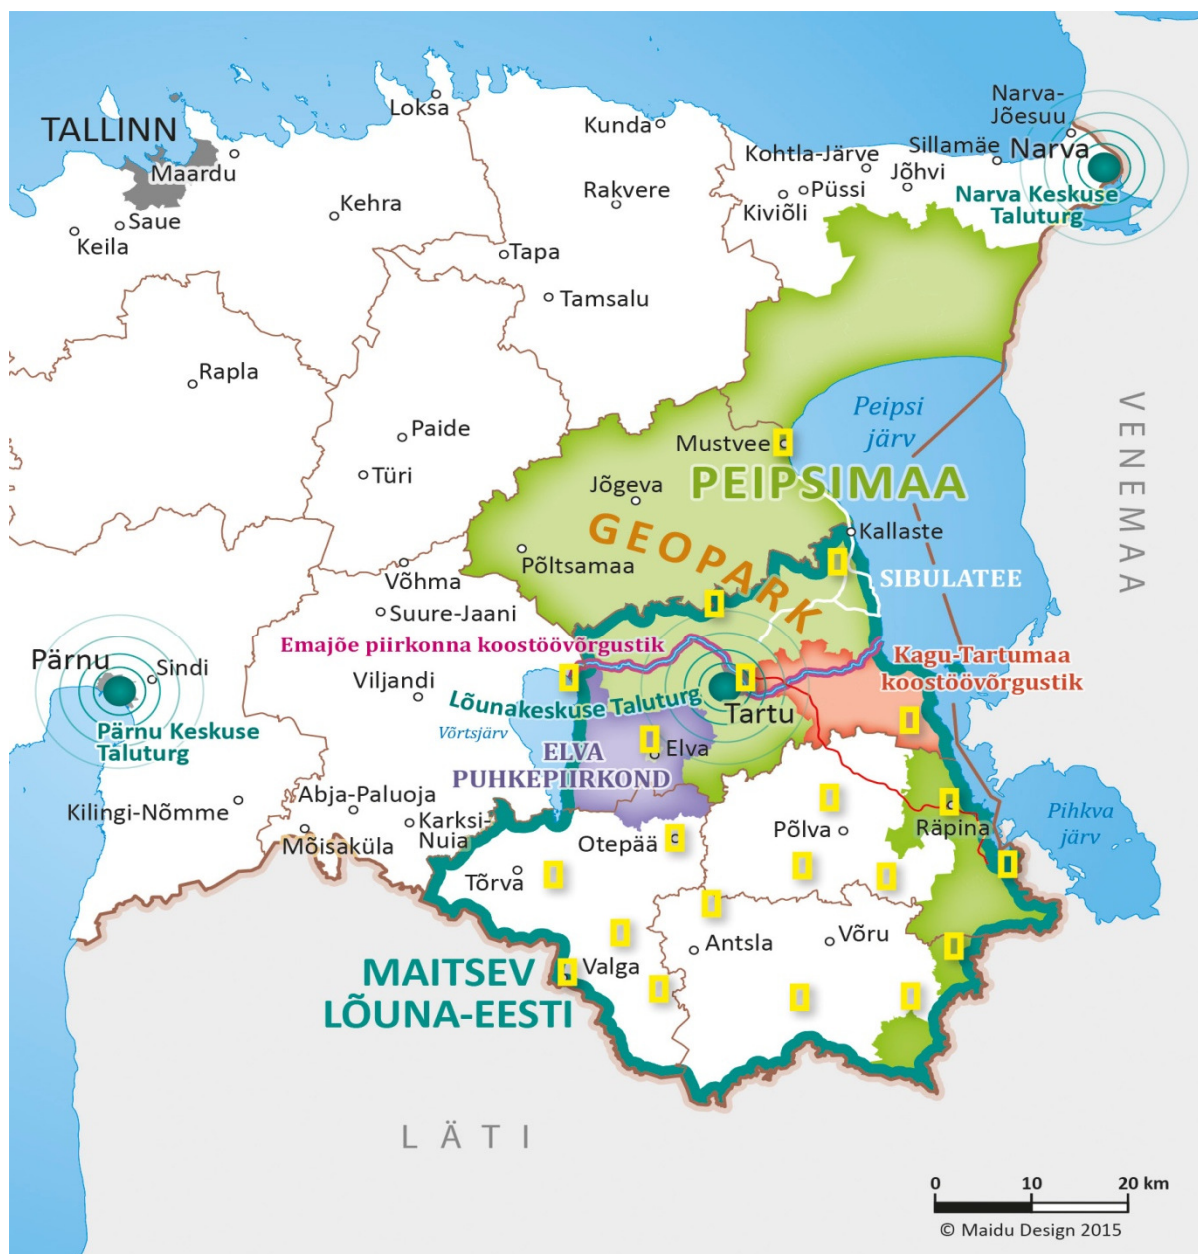 Loksa
TALLINN
Maardu
Kunda
Narva-
Jõesuu
Sillamäe
Narva
Kohtla-Järve
Jõhvi
Püssi
Kiviõli
Narva Keskuse
Taluturg
Rakvere
Kehra
Saue
Keila
Tapa
Tamsalu
Rapla
Paide
Türi
Peipsi
järv
VENEMAA
Mustvee
PEIPSIMAA
Jõgeva
GEOPARK
Kallaste
Põltsamaa
Võhma
SIBULATEE
Suure-Jaani
Emajõe piirkonna koostöövõrgustik
Kagu-Tartumaa
koostöövõrgustik
Pärnu
Sindi
Viljandi
Lõunakeskuse Taluturg
Tartu
Pärnu Keskuse
Taluturg
Võrtsjärv
ELVA
PUHKEPIIRKOND
Elva
Kilingi-Nõmme
Abja-Paluoja
Karksi-
Nuia
Mõisaküla
Otepää
Põlva
Räpina
Pihkva
järv
Tõrva
Antsla
Võru
Valga
MAITSEV
LÕUNA-EESTI
LÄTI
0 10 20 km
© Maidu Design 2015